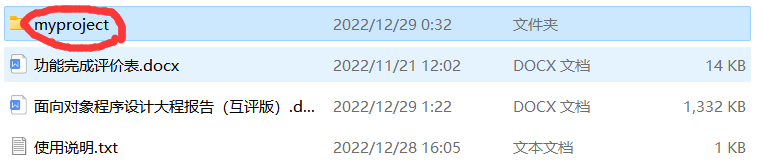 myproject 2022/12/29 0:32 文件夹
功能完成评价表.docx 2022/11/21 12:02 DOCX 文档 14 KB
面向对象程序设计大程报告（互评版）.d... 2022/12/29 1:22 DOCX 文档 1,332 KB
使用说明.txt 2022/12/28 16:05 文本文档 1 KB